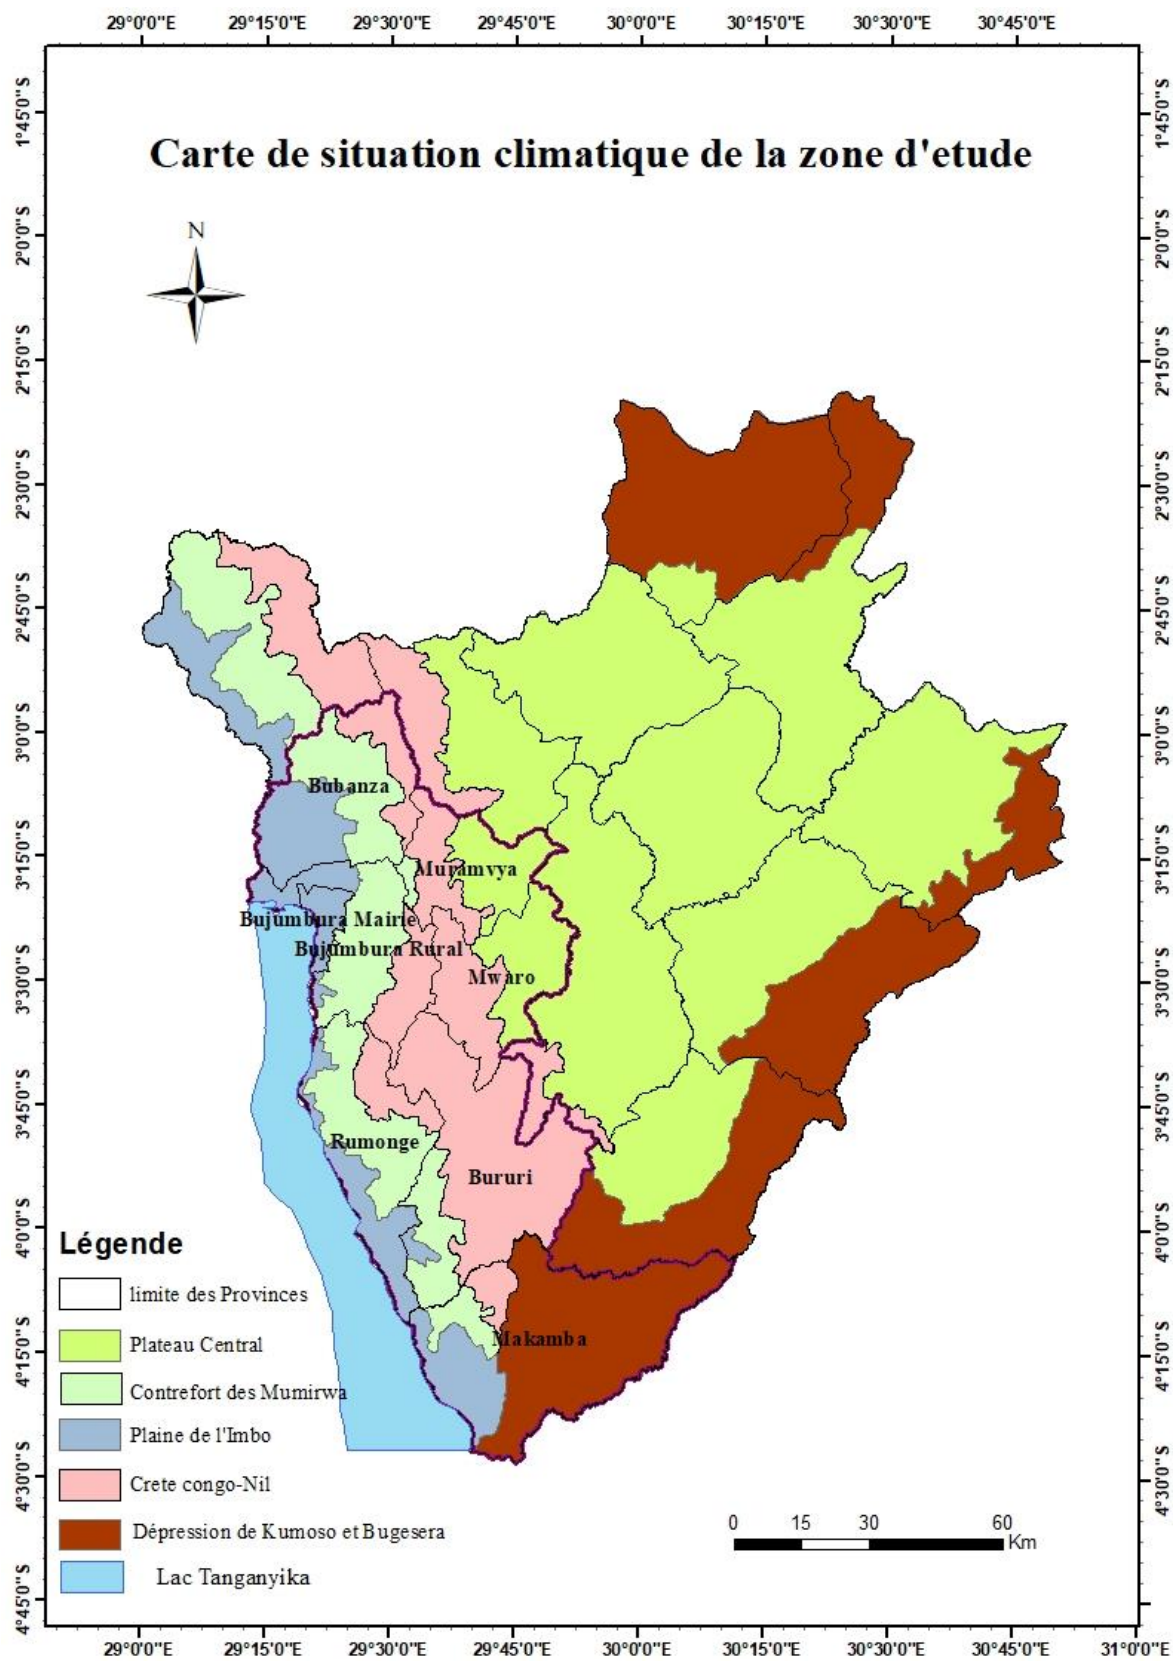 29°0'0"E 29°15'0"E 29°30'0"E 29°45'0"E 30°0'0"E 30°15'0"E 30°30'0"E 30°45'0"E
Carte de situation climatique de la zone d'etude
N
1°45'0"S 1°45'0"S
2°0'0"S 2°0'0"S
2°15'0"S 2°15'0"S
2°30'0"S 2°30'0"S
2°45'0"S 2°45'0"S
3°0'0"S 3°0'0"S
Bubanza
3°15'0"S 3°15'0"S
Muramvya
Bujumbura Mairie
Bujumbura Rural
Mwaro
3°30'0"S 3°30'0"S
3°45'0"S 3°45'0"S
Rumonge
Bururi
4°0'0"S 4°0'0"S
Légende
limite des Provinces
Makamba
Plateau Central
4°15'0"S 4°15'0"S
Contrefort des Mumirwa
Plaine de l'Imbo
Crete congo-Nil
4°30'0"S 4°30'0"S
0 15 30 60
Km
Dépression de Kumoso et Bugesera
Lac Tanganyika
4°45'0"S
29°0'0"E 29°15'0"E 29°30'0"E 29°45'0"E 30°0'0"E 30°15'0"E 30°30'0"E 30°45'0"E 31°0'0"E